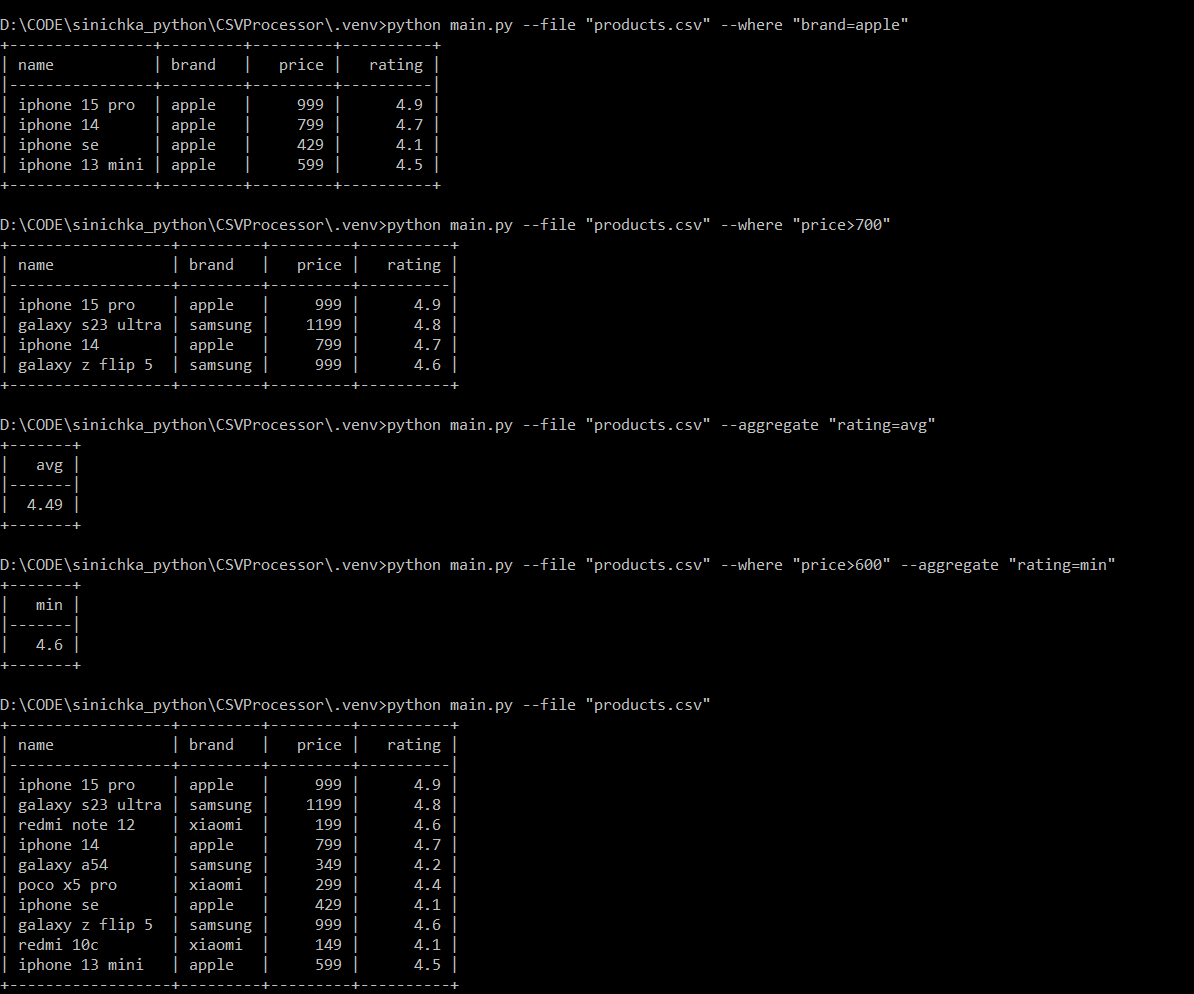 D:\CODE\sinichka_python\CSVProcessor\.venv>python main.py --file "products.csv" --where "brand=apple"
+----------------+---------+---------+----------+
| name           | brand   |   price |   rating |
|----------------+---------+---------+----------|
| iphone 15 pro  | apple   |     999 |      4.9 |
| iphone 14      | apple   |     799 |      4.7 |
| iphone se      | apple   |     429 |      4.1 |
| iphone 13 mini | apple   |     599 |      4.5 |
+----------------+---------+---------+----------+

D:\CODE\sinichka_python\CSVProcessor\.venv>python main.py --file "products.csv" --where "price>700"
+------------------+---------+---------+----------+
| name             | brand   |   price |   rating |
|------------------+---------+---------+----------|
| iphone 15 pro    | apple   |     999 |      4.9 |
| galaxy s23 ultra | samsung |    1199 |      4.8 |
| iphone 14        | apple   |     799 |      4.7 |
| galaxy z flip 5  | samsung |     999 |      4.6 |
+------------------+---------+---------+----------+

D:\CODE\sinichka_python\CSVProcessor\.venv>python main.py --file "products.csv" --aggregate "rating=avg"
+-------+
|   avg |
|-------|
|  4.49 |
+-------+

D:\CODE\sinichka_python\CSVProcessor\.venv>python main.py --file "products.csv" --where "price>600" --aggregate "rating=min"
+-------+
|   min |
|-------|
|   4.6 |
+-------+

D:\CODE\sinichka_python\CSVProcessor\.venv>python main.py --file "products.csv"
+------------------+---------+---------+----------+
| name             | brand   |   price |   rating |
|------------------+---------+---------+----------|
| iphone 15 pro    | apple   |     999 |      4.9 |
| galaxy s23 ultra | samsung |    1199 |      4.8 |
| redmi note 12    | xiaomi  |     199 |      4.6 |
| iphone 14        | apple   |     799 |      4.7 |
| galaxy a54       | samsung |     349 |      4.2 |
| poco x5 pro      | xiaomi  |     299 |      4.4 |
| iphone se        | apple   |     429 |      4.1 |
| galaxy z flip 5  | samsung |     999 |      4.6 |
| redmi 10c        | xiaomi  |     149 |      4.1 |
| iphone 13 mini   | apple   |     599 |      4.5 |
+------------------+---------+---------+----------+